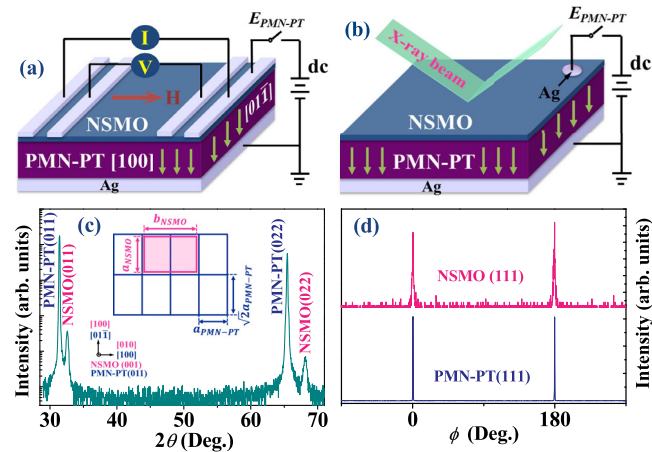 (a)
I
V
E_PMN-PT
dc
H
NSMO
[01$\bar{1}$]
PMN-PT [100]
Ag
(b)
X-ray beam
E_PMN-PT
dc
Ag
NSMO
PMN-PT
Ag
(c)
Intensity (arb. units)
PMN-PT(011)
NSMO(011)
b_NSMO
a_NSMO
√2a_PMN-PT
a_PMN-PT
[100]
[01$\bar{1}$]
[010]
[100]
NSMO (001)
PMN-PT(011)
PMN-PT(022)
NSMO(022)
30 40 50 60 70
2θ (Deg.)
(d)
NSMO (111)
PMN-PT(111)
Intensity (arb. units)
0 180
ϕ (Deg.)